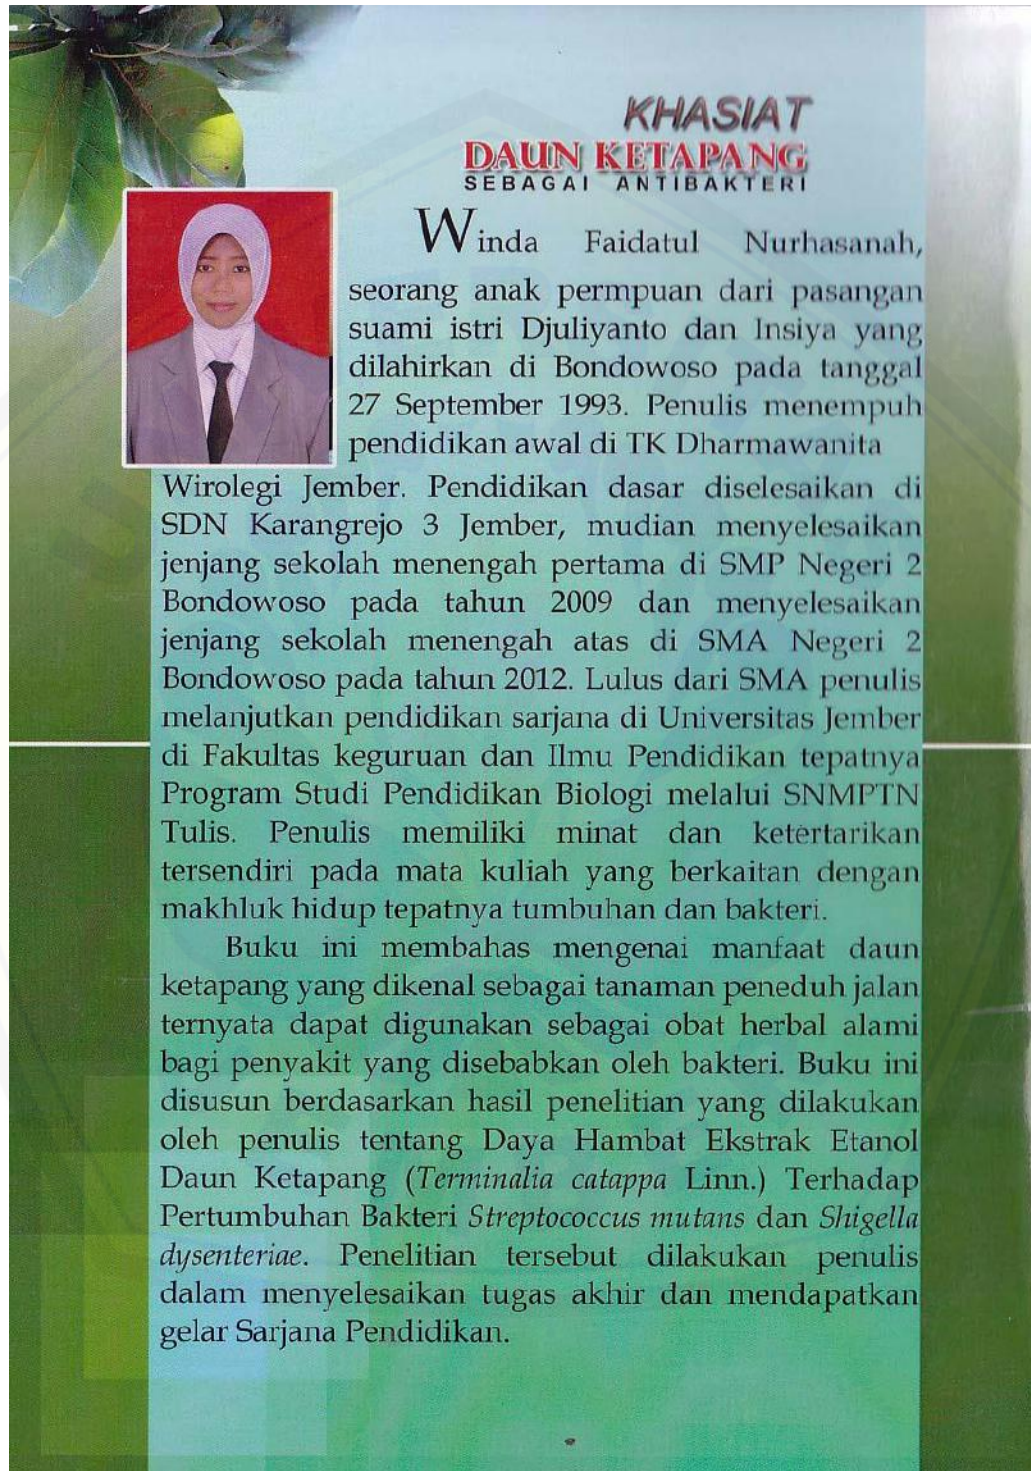 KHASIAT
DAUN KETAPANG
SEBAGAI ANTIBAKTERI
Winda Faidatul Nurhasanah,
seorang anak permpuan dari pasangan
suami istri Djuliyanto dan Insiya yang
dilahirkan di Bondowoso pada tanggal
27 September 1993. Penulis menempuh
pendidikan awal di TK Dharmawanita
Wirolegi Jember. Pendidikan dasar diselesaikan di
SDN Karangrejo 3 Jember, mudian menyelesaikan
jenjang sekolah menengah pertama di SMP Negeri 2
Bondowoso pada tahun 2009 dan menyelesaikan
jenjang sekolah menengah atas di SMA Negeri 2
Bondowoso pada tahun 2012. Lulus dari SMA penulis
melanjutkan pendidikan sarjana di Universitas Jember
di Fakultas keguruan dan Ilmu Pendidikan tepatnya
Program Studi Pendidikan Biologi melalui SNMPTN
Tulis. Penulis memiliki minat dan ketertarikan
tersendiri pada mata kuliah yang berkaitan dengan
makhluk hidup tepatnya tumbuhan dan bakteri.
Buku ini membahas mengenai manfaat daun
ketapang yang dikenal sebagai tanaman peneduh jalan
ternyata dapat digunakan sebagai obat herbal alami
bagi penyakit yang disebabkan oleh bakteri. Buku ini
disusun berdasarkan hasil penelitian yang dilakukan
oleh penulis tentang Daya Hambat Ekstrak Etanol
Daun Ketapang (Terminalia catappa Linn.) Terhadap
Pertumbuhan Bakteri Streptococcus mutans dan Shigella
dysenteriae. Penelitian tersebut dilakukan penulis
dalam menyelesaikan tugas akhir dan mendapatkan
gelar Sarjana Pendidikan.